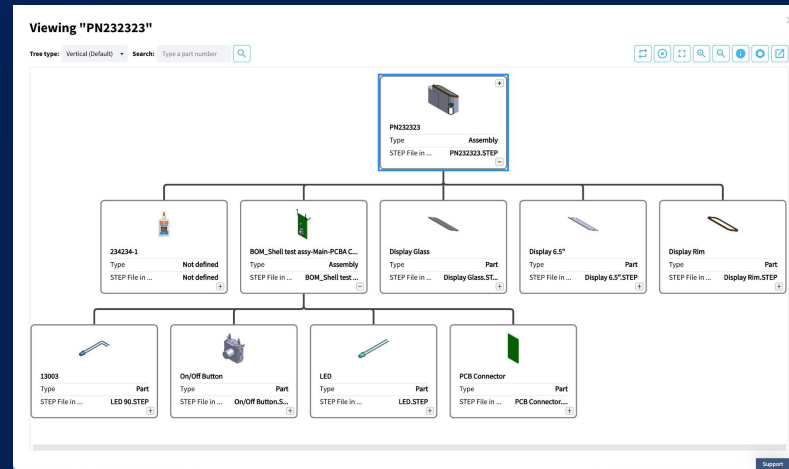 Viewing "PN232323"
Tree type: Vertical (Default) Search: Type a part number
PN232323
Type Assembly
STEP File in ... PN232323.STEP
234234-1
Type Not defined
STEP File in ... Not defined
BOM_Shell test assy-Main-PCBA C...
Type Assembly
STEP File in ... BOM_Shell test ...
Display Glass
Type Part
STEP File in ... Display Glass.ST...
Display 6.5"
Type Part
STEP File in ... Display 6.5".STEP
Display Rim
Type Part
STEP File in ... Display Rim.STEP
13003
Type Part
STEP File in ... LED 90.STEP
On/Off Button
Type Part
STEP File in ... On/Off Button.S...
LED
Type Part
STEP File in ... LED.STEP
PCB Connector
Type Part
STEP File in ... PCB Connector....
Support